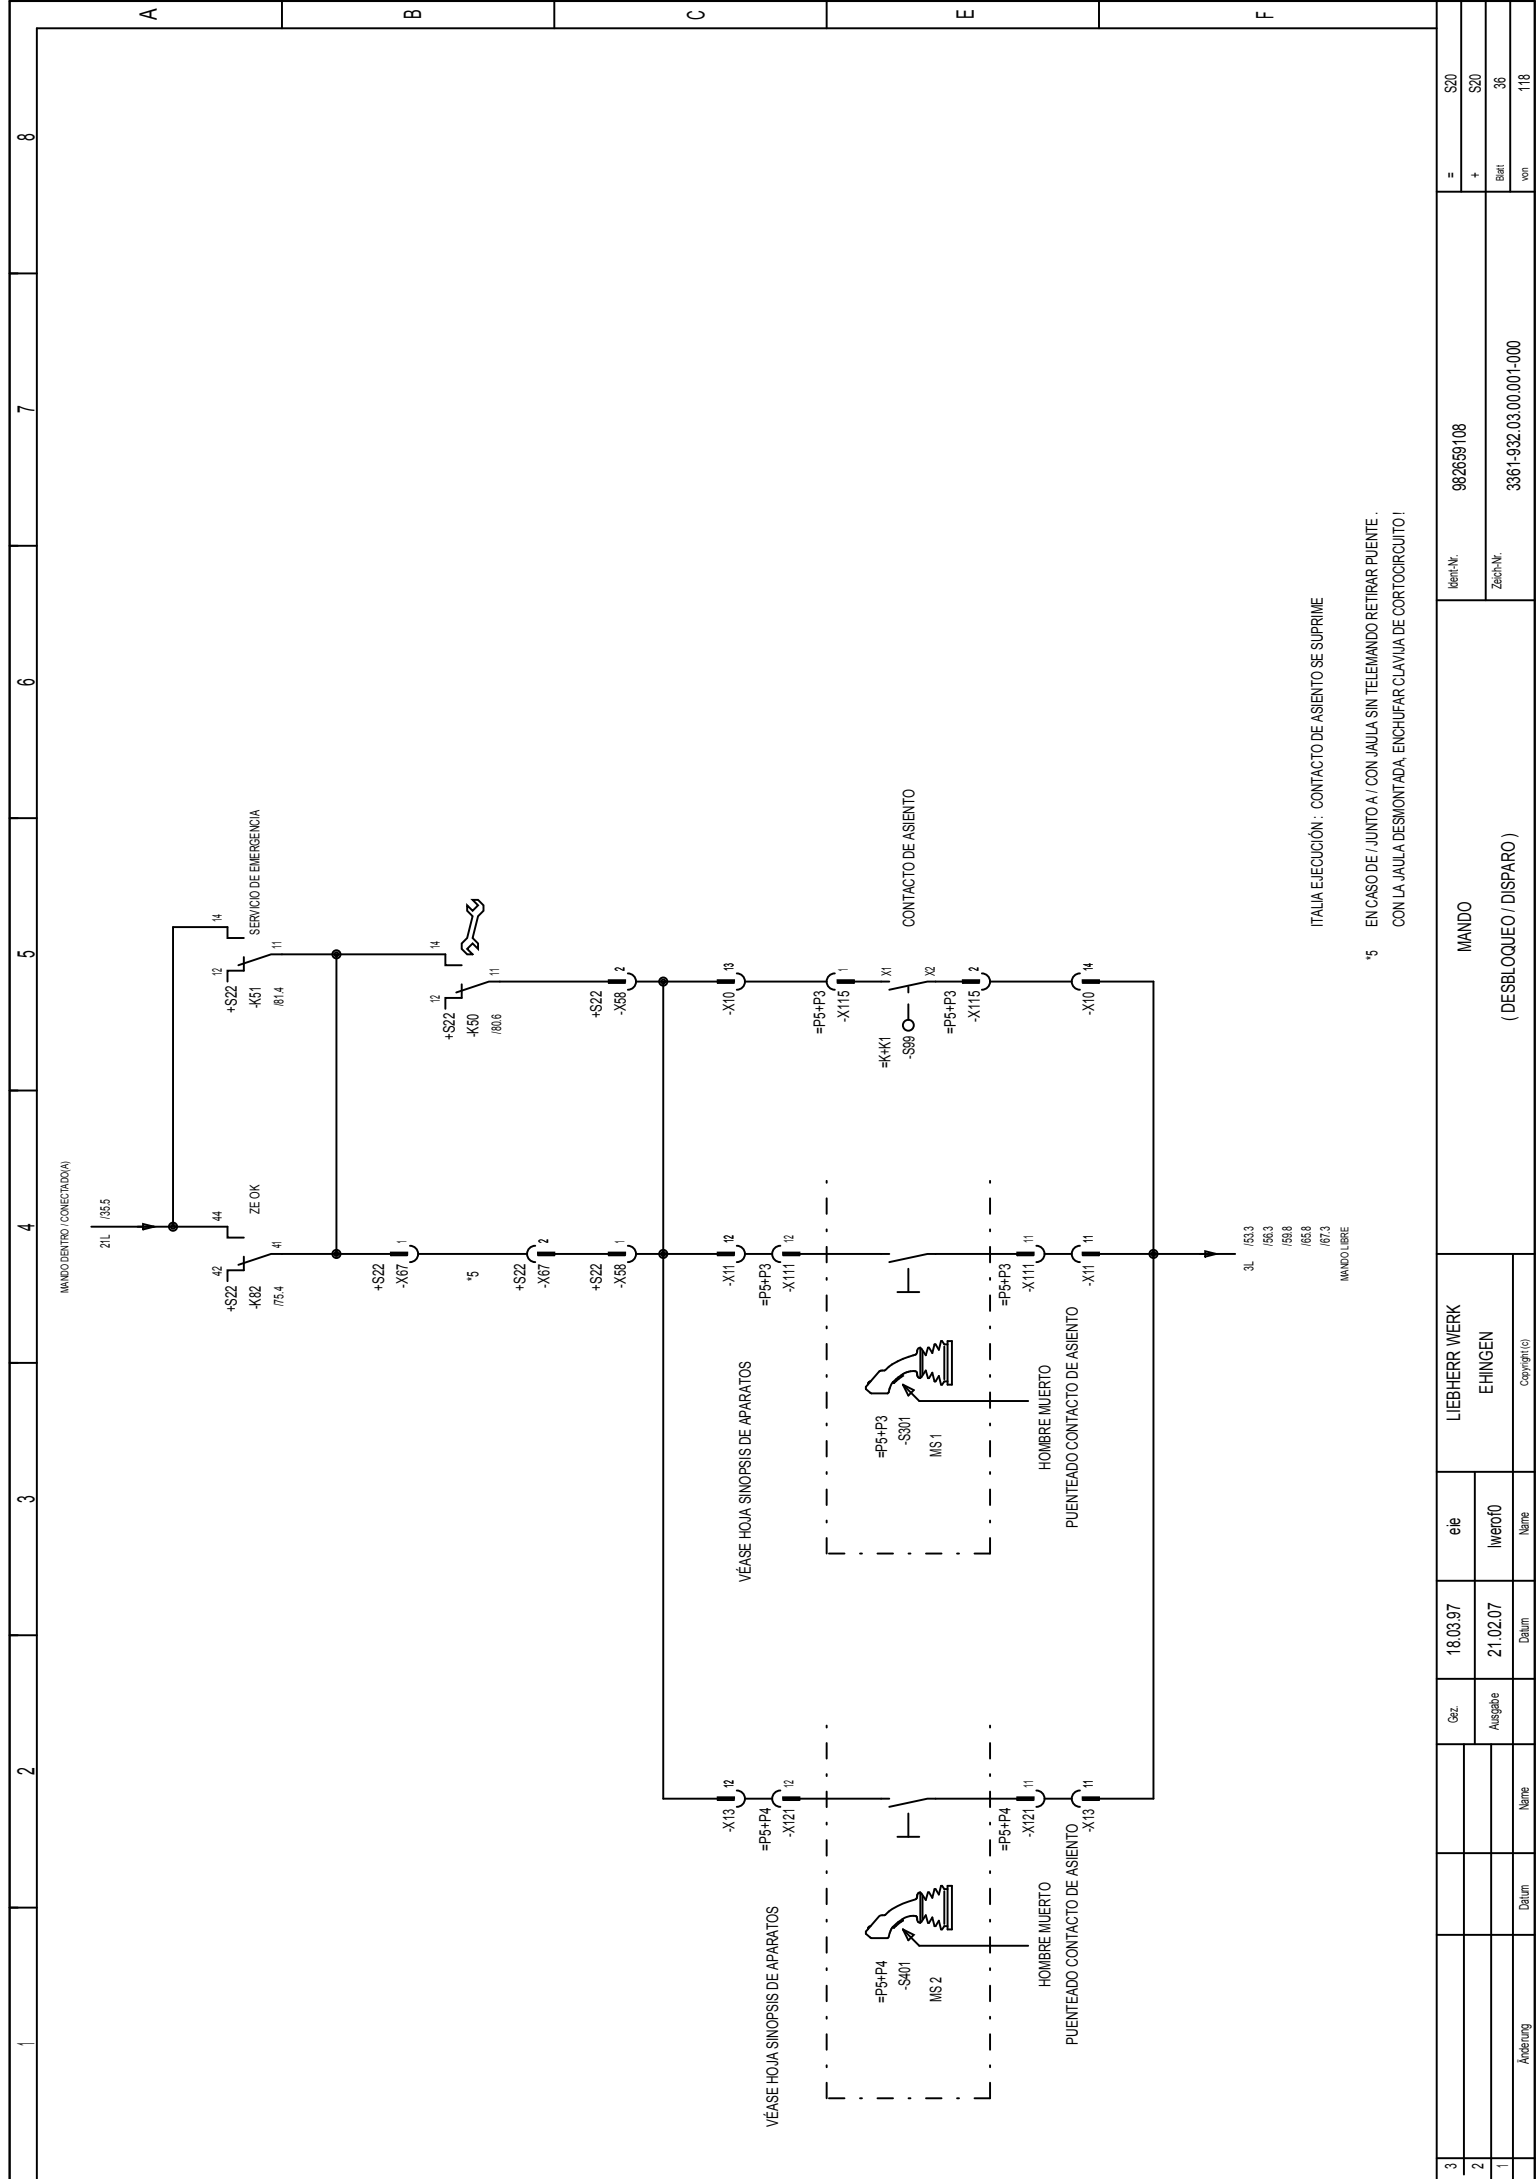 1
2
3
4
5
6
7
8
A
B
C
E
F
MANDO DENTRO / CONECTADO(A)
21L /35.5
42
44
+S22
-K82
/75.4
41
ZE OK
12
14
+S22
-K51
/81.4
11
SERVICIO DE EMERGENCIA
+S22
-X67
1
*5
+S22
-X67
2
12
14
+S22
-K50
/80.6
11
+S22
-X58
1
+S22
-X58
2
VÉASE HOJA SINOPSIS DE APARATOS
-X13
12
=P5+P4
-X121
12
=P5+P4
-S401
MS 2
=P5+P4
-X121
11
-X13
11
HOMBRE MUERTO
PUENTEADO CONTACTO DE ASIENTO
VÉASE HOJA SINOPSIS DE APARATOS
-X11
12
=P5+P3
-X111
12
=P5+P3
-S301
MS 1
=P5+P3
-X111
11
-X11
11
HOMBRE MUERTO
PUENTEADO CONTACTO DE ASIENTO
-X10
13
=P5+P3
-X115
1
=K+K1
-S99
X1
X2
CONTACTO DE ASIENTO
=P5+P3
-X115
2
-X10
14
3L
/53.3
/56.3
/59.8
/65.8
/67.3
MANDO LIBRE
ITALIA EJECUCIÓN : CONTACTO DE ASIENTO SE SUPRIME
*5 EN CASO DE / JUNTO A / CON JAULA SIN TELEMANDO RETIRAR PUENTE .
CON LA JAULA DESMONTADA, ENCHUFAR CLAVIJA DE CORTOCIRCUITO !
3
2
1
Änderung
Datum
Name
Gez.
18.03.97
eie
Ausgabe
21.02.07
lwerof0
Datum
Name
LIEBHERR WERK
EHINGEN
Copyright (c)
MANDO
( DESBLOQUEO / DISPARO )
Ident-Nr.
982659108
Zeich-Nr.
3361-932.03.00.001-000
= S20
+ S20
Blatt 36
von 118